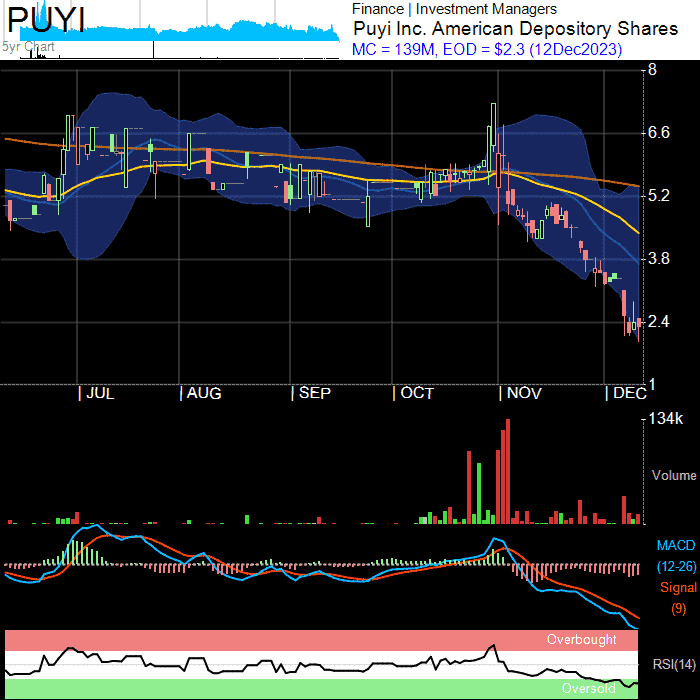 PUYI
5yr Chart
Finance | Investment Managers
Puyi Inc. American Depository Shares
MC = 139M, EOD = $2.3 (12Dec2023)
8
6.6
5.2
3.8
2.4
1
| JUL | AUG | SEP | OCT | NOV | DEC
134k
Volume
MACD
(12-26)
Signal
(9)
Overbought
RSI(14)
Oversold